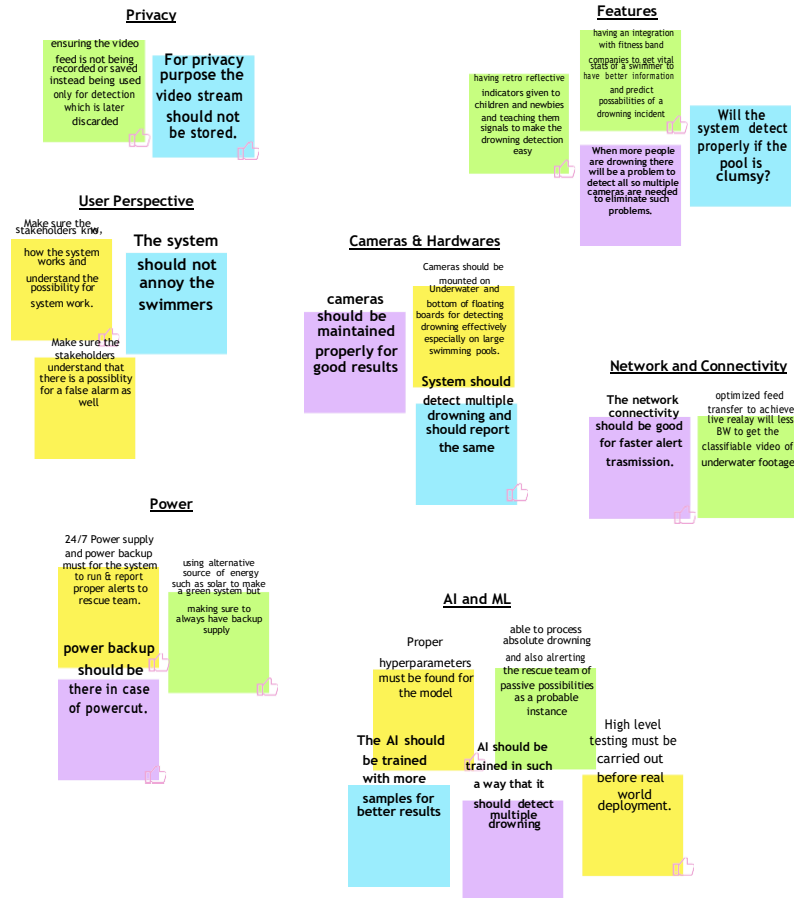 Privacy
ensuring the video
feed is not being
recorded or saved
instead being used
only for detection
which is later
discarded
For privacy
purpose the
video stream
should not
be stored.
Features
having an integration
with fitness band
companies to get vital
stats of a swimmer to
have better information
and predict
possabilities of a
drowning incident
having retro reflective
indicators given to
children and newbies
and teaching them
signals to make the
drowning detection
easy
Will the
system detect
properly if the
pool is
clumsy?
When more people
are drowning there
will be a problem to
detect all so multiple
cameras are needed
to eliminate such
problems.
User Perspective
Make sure the
stakeholders
how the system
works and
understand the
possibility for
system work.
The system
should not
annoy the
swimmers
Make sure the
stakeholders
understand that
there is a possiblity
for a false alarm as
well
Cameras & Hardwares
cameras
should be
maintained
properly for
good results
Cameras should be
mounted on
Underwater and
bottom of floating
boards for detecting
drowning effectively
especially on large
swimming pools.
System should
detect multiple
drowning and
should report
the same
Network and Connectivity
The network
connectivity
should be good
for faster alert
trasmission.
optimized feed
transfer to achieve
live realay will less
BW to get the
classifiable video of
underwater footage
Power
24/7 Power supply
and power backup
must for the system
to run & report
proper alerts to
rescue team.
using alternative
source of energy
such as solar to make
a green system but
making sure to
always have backup
supply
power backup
should be
there in case
of powercut.
AI and ML
Proper
hyperparameters
must be found for
the model
able to process
absolute drowning
and also alrerting
the rescue team of
passive possibilities
as a probable
instance
The AI should
be trained
with more
samples for
better results
AI should be
trained in such
a way that it
should detect
multiple
drowning
High level
testing must be
carried out
before real
world
deployment.